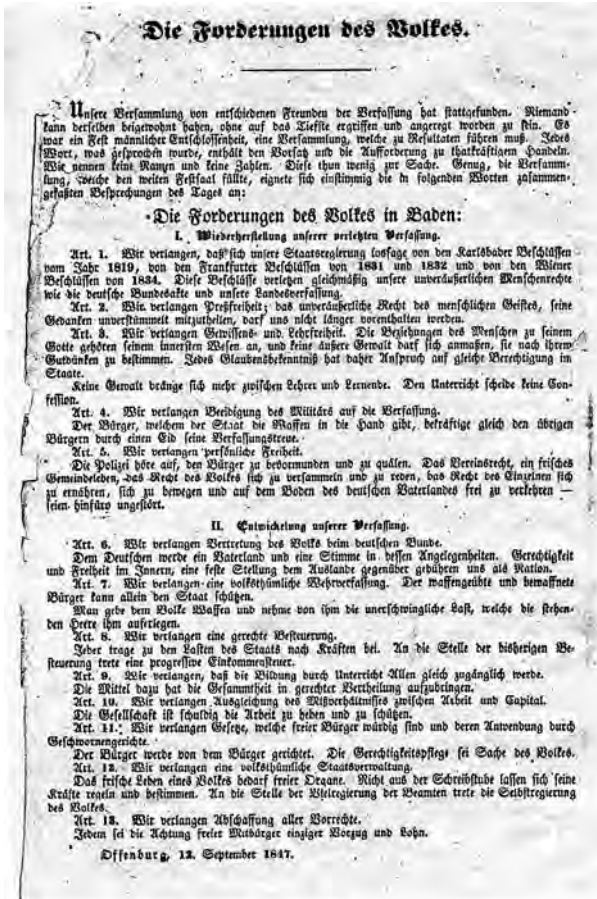 Die Forderungen des Volkes.
Unsere Versammlung von entschiedenen Freunden der Verfassung hat stattgefunden. Niemand
kann derselben beigewohnt haben, ohne auf das Tiefste ergriffen und angeregt worden zu sein. Es
war ein Fest männlicher Entschlossenheit, eine Versammlung, welche zu Resultaten führen muß. Jedes
Wort, was gesprochen wurde, enthält den Vorsatz und die Aufforderung zu thatkräftigem Handeln.
Wir nennen keine Namen und keine Zahlen. Diese thun wenig zur Sache. Genug, die Versamm-
lung, welche den weiten Festsaal füllte, eignete sich einstimmig die in folgenden Worten zusammen-
gefaßten Besprechungen des Tages an:
Die Forderungen des Volkes in Baden:
I. Wiederherstellung unserer verletzten Verfassung.
Art. 1. Wir verlangen, daß sich unsere Staatsregierung lossage von den Karlsbader Beschlüssen
vom Jahr 1819, von den Frankfurter Beschlüssen von 1831 und 1832 und von den Wiener
Beschlüssen von 1834. Diese Beschlüsse verletzen gleichmäßig unsere unveräußerlichen Menschenrechte
wie die deutsche Bundesakte und unsere Landesverfassung.
Art. 2. Wir verlangen Preßfreiheit; das unveräußerliche Recht des menschlichen Geistes, seine
Gedanken unverstümmelt mitzutheilen, darf uns nicht länger vorenthalten werden.
Art. 3. Wir verlangen Gewissens- und Lehrfreiheit. Die Beziehungen des Menschen zu seinem
Gotte gehören seinem innersten Wesen an, und keine äußere Gewalt darf sich anmaßen, sie nach ihrem
Gutdünken zu bestimmen. Jedes Glaubensbekenntniß hat daher Anspruch auf gleiche Berechtigung im
Staate.
Keine Gewalt dränge sich mehr zwischen Lehrer und Lernende. Den Unterricht scheide keine Con-
fession.
Art. 4. Wir verlangen Beeidigung des Militärs auf die Verfassung.
Der Bürger, welchem der Staat die Waffen in die Hand gibt, bekräftige gleich den übrigen
Bürgern durch einen Eid seine Verfassungstreue.
Art. 5. Wir verlangen persönliche Freiheit.
Die Polizei höre auf, den Bürger zu bevormunden und zu quälen. Das Vereinsrecht, ein frisches
Gemeindeleben, das Recht des Volkes sich zu versammeln und zu reden, das Recht des Einzelnen sich
zu ernähren, sich zu bewegen und auf dem Boden des deutschen Vaterlandes frei zu verkehren —
seien hinfüro ungestört.
II. Entwickelung unserer Verfassung.
Art. 6. Wir verlangen Vertretung des Volks beim deutschen Bunde.
Dem Deutschen werde ein Vaterland und eine Stimme in dessen Angelegenheiten. Gerechtigkeit
und Freiheit im Innern, eine feste Stellung dem Auslande gegenüber gebühren uns als Nation.
Art. 7. Wir verlangen eine volksthümliche Wehrverfassung. Der waffengeübte und bewaffnete
Bürger kann allein den Staat schützen.
Man gebe dem Volke Waffen und nehme von ihm die unerschwingliche Last, welche die stehen-
den Heere ihm auferlegen.
Art. 8. Wir verlangen eine gerechte Besteuerung.
Jeder trage zu den Lasten des Staats nach Kräften bei. An die Stelle der bisherigen Be-
steuerung trete eine progressive Einkommensteuer.
Art. 9. Wir verlangen, daß die Bildung durch Unterricht Allen gleich zugänglich werde.
Die Mittel dazu hat die Gesammtheit in gerechter Vertheilung aufzubringen.
Art. 10. Wir verlangen Ausgleichung des Mißverhältnisses zwischen Arbeit und Capital.
Die Gesellschaft ist schuldig die Arbeit zu heben und zu schützen.
Art. 11. Wir verlangen Gesetze, welche freier Bürger würdig sind und deren Anwendung durch
Geschwornengerichte.
Der Bürger werde von dem Bürger gerichtet. Die Gerechtigkeitspflege sei Sache des Volkes.
Art. 12. Wir verlangen eine volksthümliche Staatsverwaltung.
Das frische Leben eines Volkes bedarf freier Organe. Nicht aus der Schreibstube lassen sich seine
Kräfte regeln und bestimmen. An die Stelle der Vielregierung der Beamten trete die Selbstregierung
des Volkes.
Art. 13. Wir verlangen Abschaffung aller Vorrechte.
Jedem sei die Achtung freier Mitbürger einziger Vorzug und Lohn.
Offenburg, 12. September 1847.